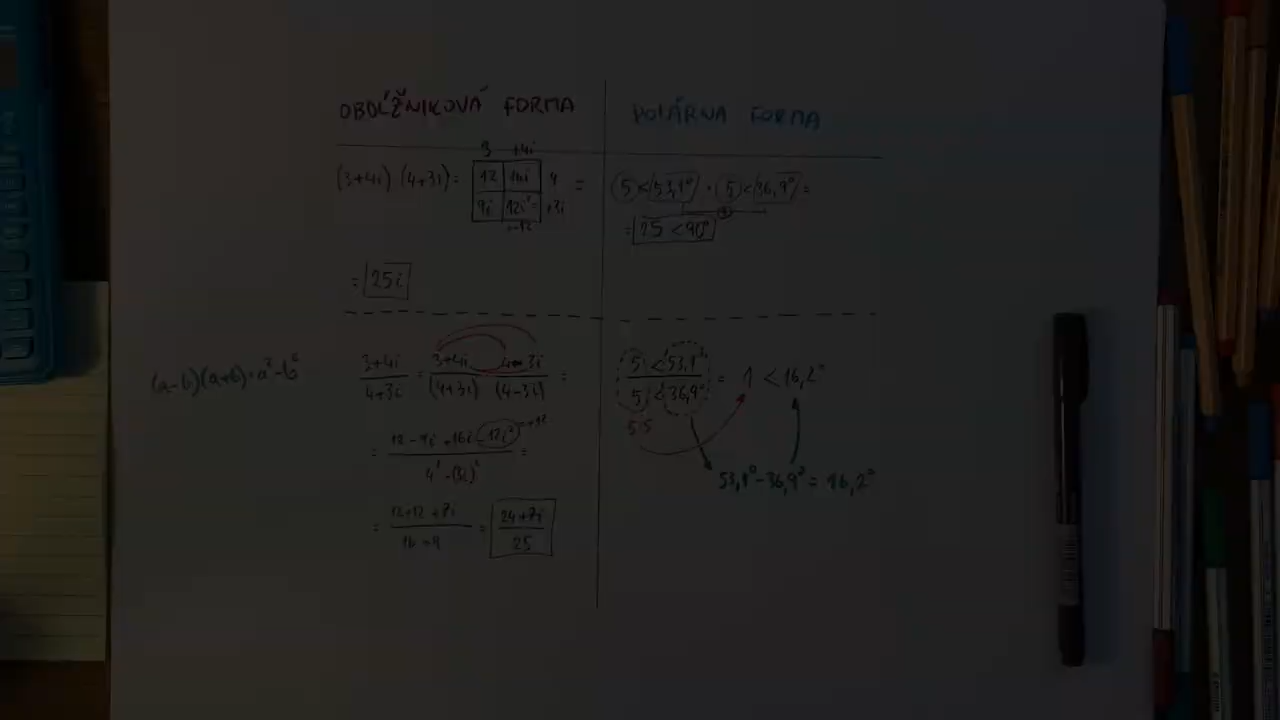 OBDĹŽNIKOVÁ FORMA
POLÁRNA FORMA
3 +4i
(3+4i)·(4+3i)= 12 16i 4 =
9i 12i²= +3i
=-12
= 25i
5<53,1° · 5<36,9° =
= 25<90°
(a-b)(a+b)=a²-b²
3+4i / 4+3i = 3+4i / (4+3i) 4-3i / (4-3i) =
= 12-9i+16i-12i² / 4²-(3i)² =
=+12
= 12+12+7i / 16+9 = 24+7i / 25
5<53,1° / 5<36,9° = 1<16,2°
5:5
53,1°-36,9°=16,2°